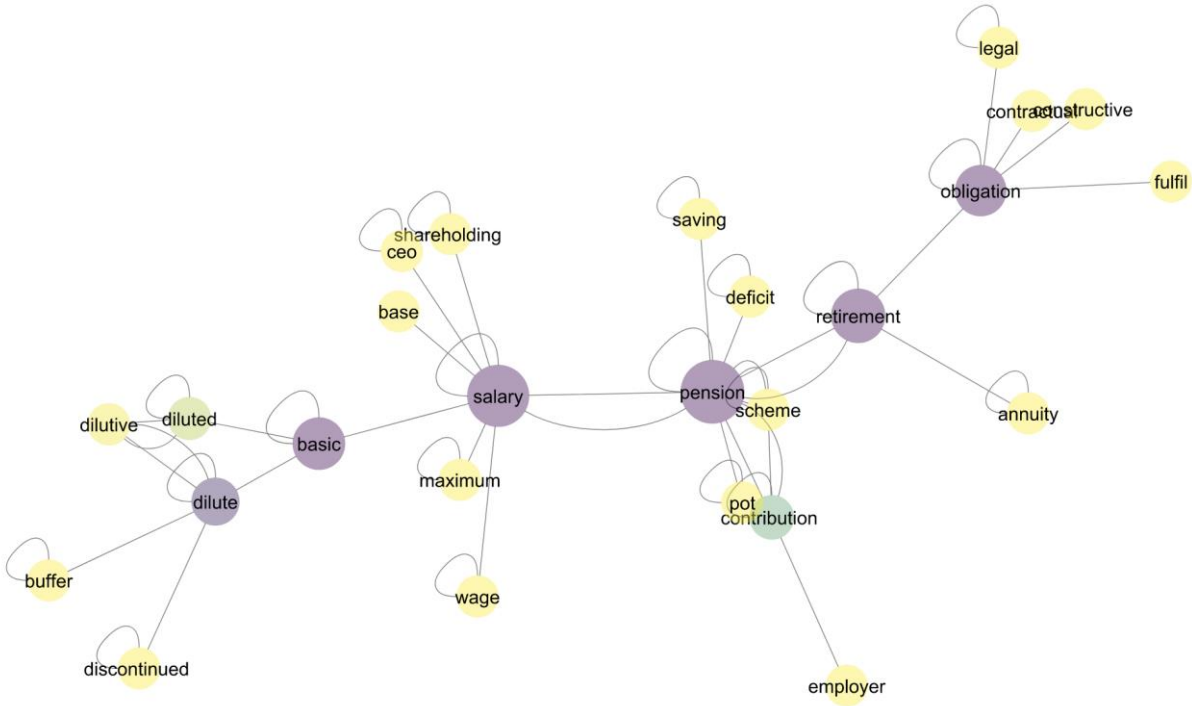 legal
contractual
constructive
fulfil
obligation
saving
shareholding
ceo
deficit
base
retirement
salary
pension
scheme
annuity
dilutive
diluted
basic
maximum
dilute
pot
contribution
buffer
wage
discontinued
employer